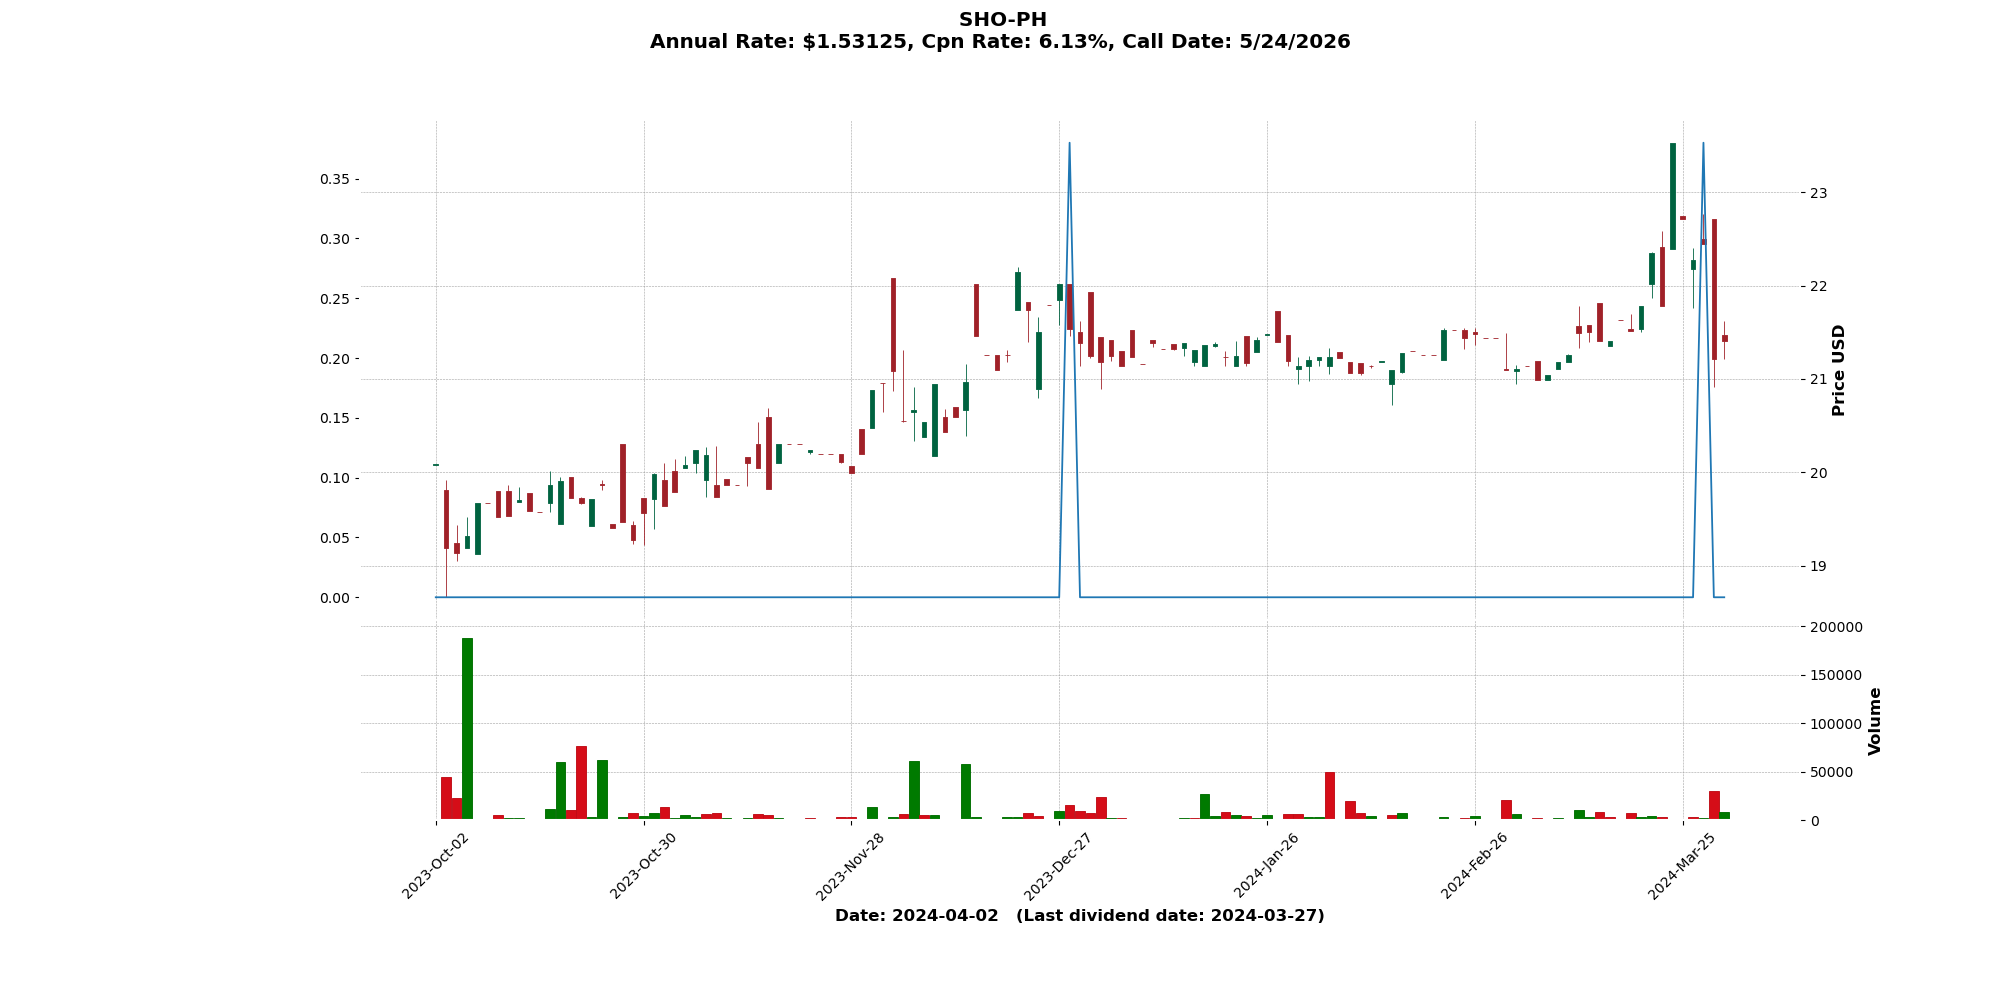 SHO-PH
Annual Rate: $1.53125, Cpn Rate: 6.13%, Call Date: 5/24/2026
0.35
0.30
0.25
0.20
0.15
0.10
0.05
0.00
23
22
21
20
19
Price USD
200000
150000
100000
50000
0
Volume
2023-Oct-02
2023-Oct-30
2023-Nov-28
2023-Dec-27
2024-Jan-26
2024-Feb-26
2024-Mar-25
Date: 2024-04-02 (Last dividend date: 2024-03-27)